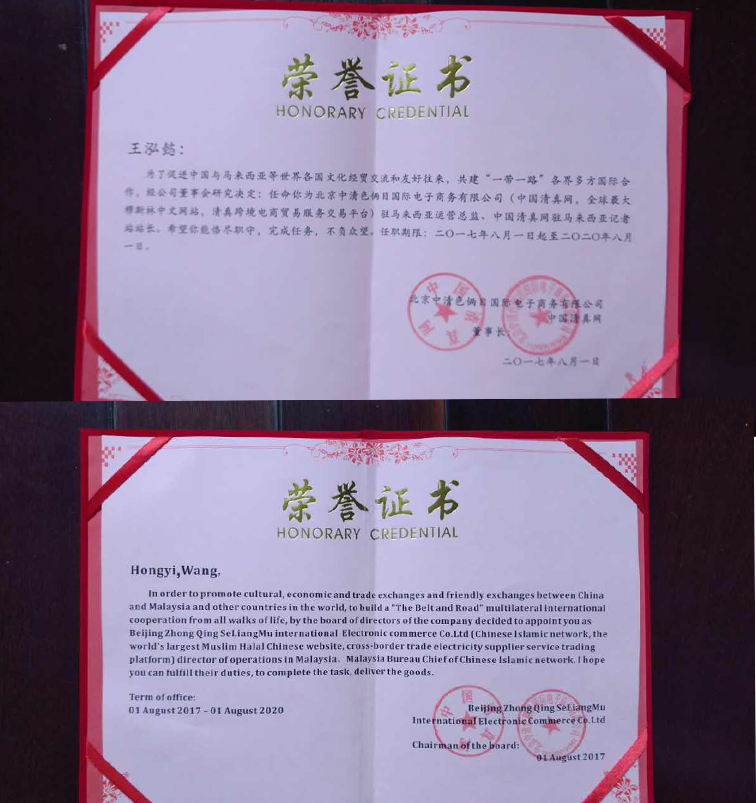 荣誉证书
HONORARY CREDENTIAL
王泓懿：
为了促进中国与马来西亚等世界各国文化经贸交流和友好往来，共建“一带一路”各界多方国际合
作。经公司董事会研究决定：任命你为北京中清色俩目国际电子商务有限公司（中国清真网，全球最大
穆斯林中文网站，清真跨境电商贸易服务交易平台）驻马来西亚运营总监、中国清真网驻马来西亚记者
站站长。希望你能恪尽职守，完成任务，不负众望。任职期限：二〇一七年八月一日起至二〇二〇年八月
一日。
北京中清色俩目国际电子商务有限公司
中国清真网
董事长
二〇一七年八月一日
荣誉证书
HONORARY CREDENTIAL
Hongyi,Wang,
In order to promote cultural, economic and trade exchanges and friendly exchanges between China
and Malaysia and other countries in the world, to build a "The Belt and Road" multilateral international
cooperation from all walks of life, by the board of directors of the company decided to appoint you as
Beijing Zhong Qing SeLiangMu international Electronic commerce Co.Ltd (Chinese Islamic network, the
world's largest Muslim Halal Chinese website, cross-border trade electricity supplier service trading
platform) director of operations in Malaysia. Malaysia Bureau Chief of Chinese Islamic network. I hope
you can fulfill their duties, to complete the task, deliver the goods.
Term of office:
01 August 2017 - 01 August 2020
Beijing Zhong Qing SeLiangMu
International Electronic Commerce Co.Ltd
Chairman of the board:
01 August 2017